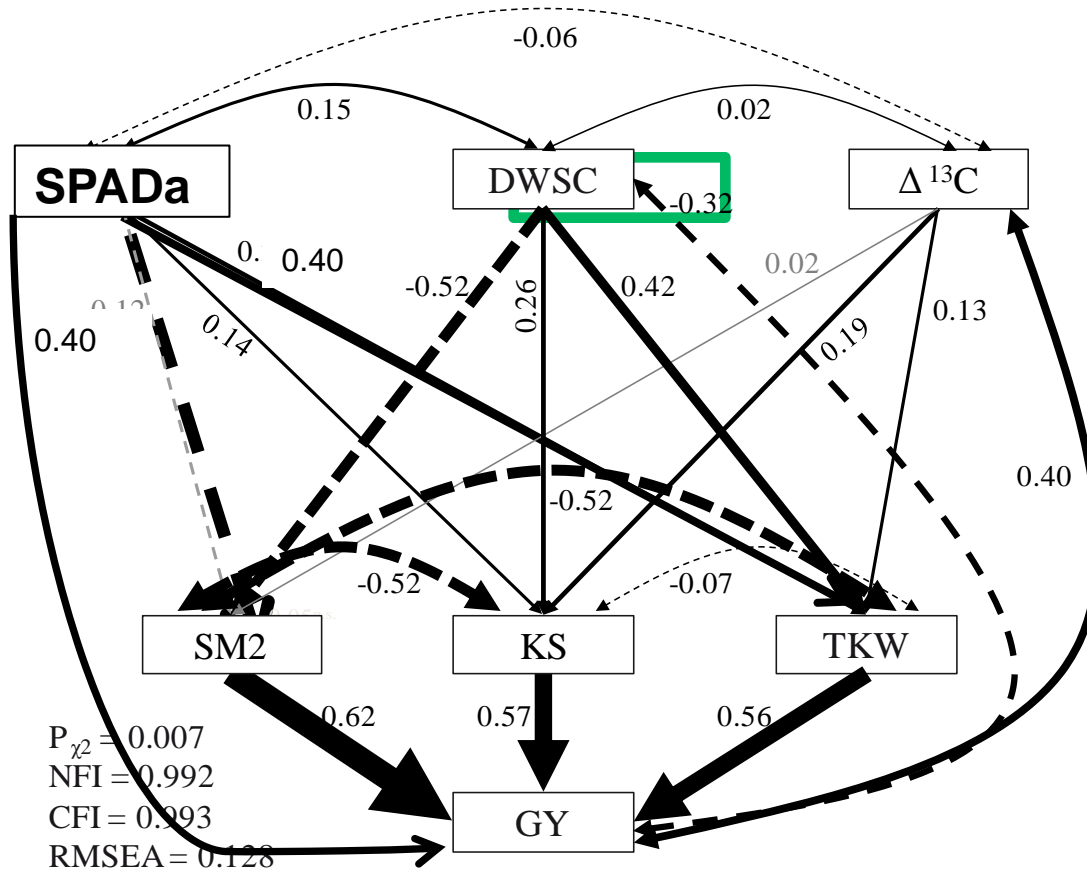 -0.06
0.15
0.02
SPADa
DWSC
Δ ¹³C
-0.32
0.40
0.02
-0.52
0.26
0.42
0.13
0.40
0.14
0.19
0.40
-0.52
-0.52
-0.07
SM2
KS
TKW
0.62
0.57
0.56
P χ2 = 0.007
NFI = 0.992
CFI = 0.993
GY
RMSEA = 0.128